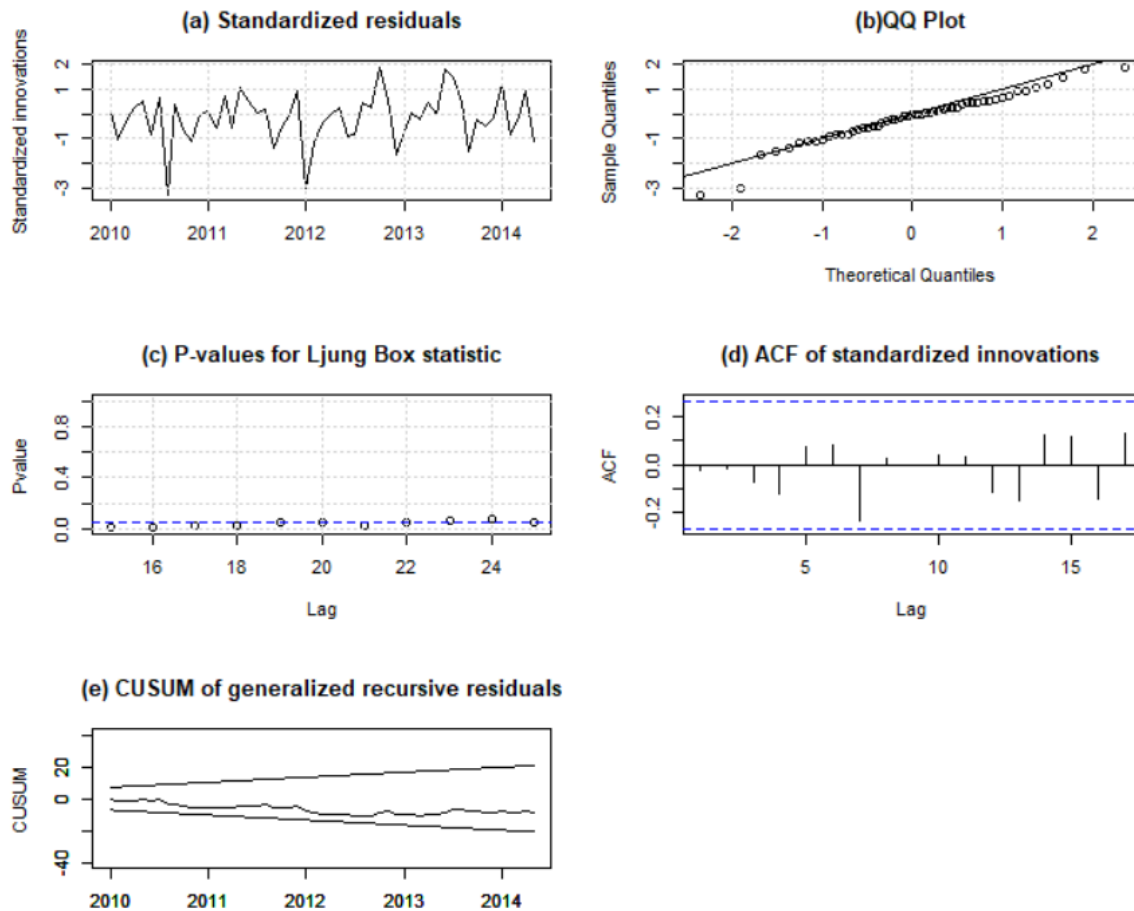 (a) Standardized residuals
Standardized innovations
2
1
-1
-3
2010 2011 2012 2013 2014
(b)QQ Plot
Sample Quantiles
2
1
-1
-3
-2 -1 0 1 2
Theoretical Quantiles
(c) P-values for Ljung Box statistic
Pvalue
0.8
0.4
0.0
16 18 20 22 24
Lag
(d) ACF of standardized innovations
ACF
0.2
0.0
-0.2
5 10 15
Lag
(e) CUSUM of generalized recursive residuals
CUSUM
20
0
-40
2010 2011 2012 2013 2014